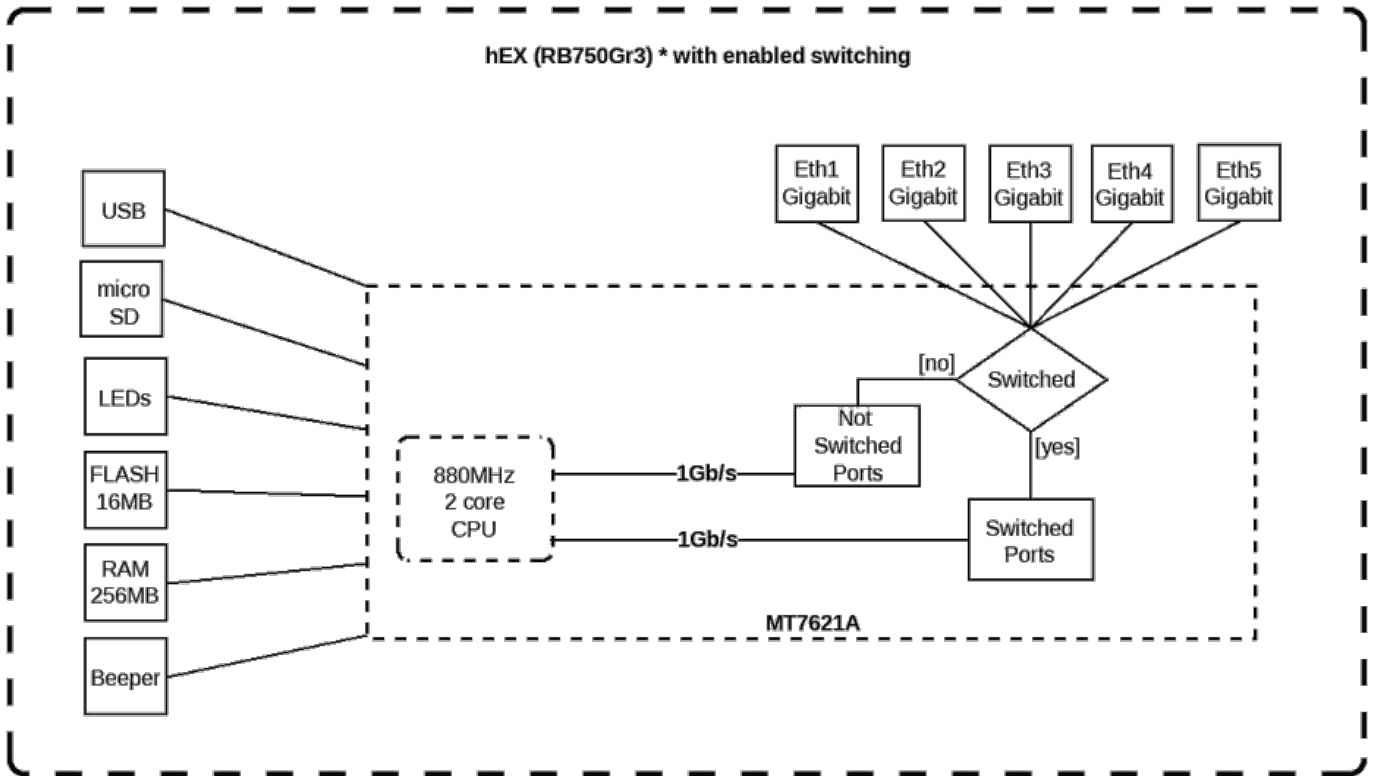 hEX (RB750Gr3) * with enabled switching
Eth1
Gigabit
Eth2
Gigabit
Eth3
Gigabit
Eth4
Gigabit
Eth5
Gigabit
USB
micro
SD
LEDs
FLASH
16MB
RAM
256MB
Beeper
[no]
Switched
[yes]
Not
Switched
Ports
880MHz
2 core
CPU
1Gb/s
1Gb/s
Switched
Ports
MT7621A